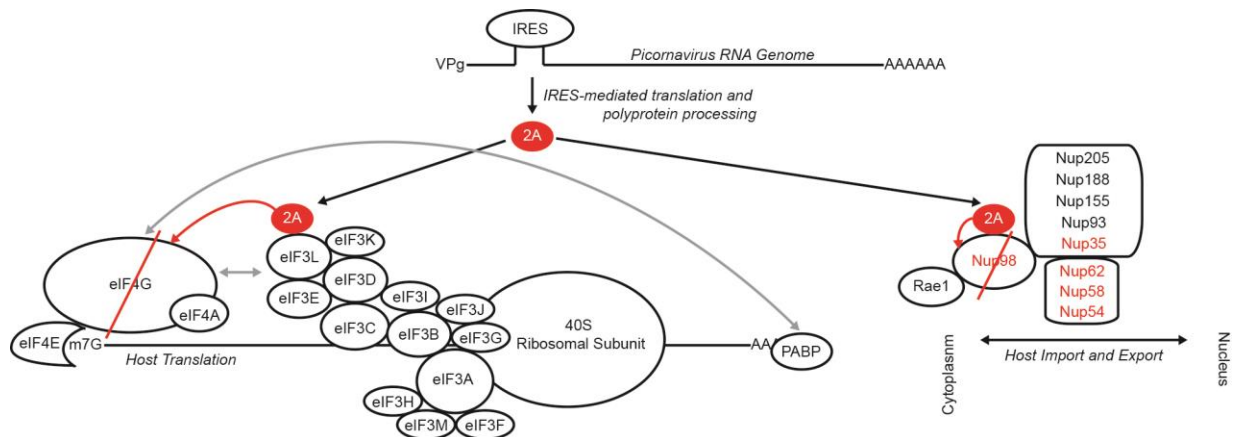 IRES
VPg
Picornavirus RNA Genome
AAAAAA
IRES-mediated translation and
polyprotein processing
2A
Nup205
Nup188
Nup155
Nup93
Nup35
Nup62
Nup58
Nup54
2A
Nup98
Rae1
2A
eIF3K
eIF3L
eIF3D
eIF3E
eIF3I
eIF3J
eIF3C
eIF3B
eIF3G
eIF3A
eIF3H
eIF3M
eIF3F
eIF4G
eIF4A
eIF4E
m7G
Host Translation
40S
Ribosomal Subunit
AAA
PABP
Cytoplasnm
Host Import and Export
Nucleus